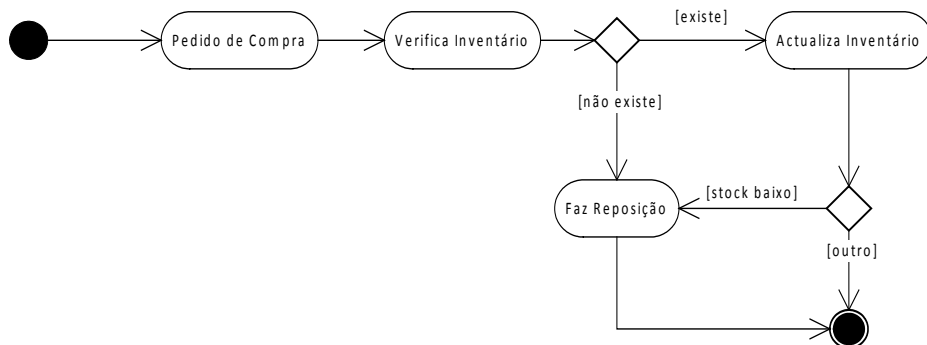 [existe]
Pedido de Compra
Verifica Inventário
Actualiza Inventário
[não existe]
[stock baixo]
Faz Reposição
[outro]